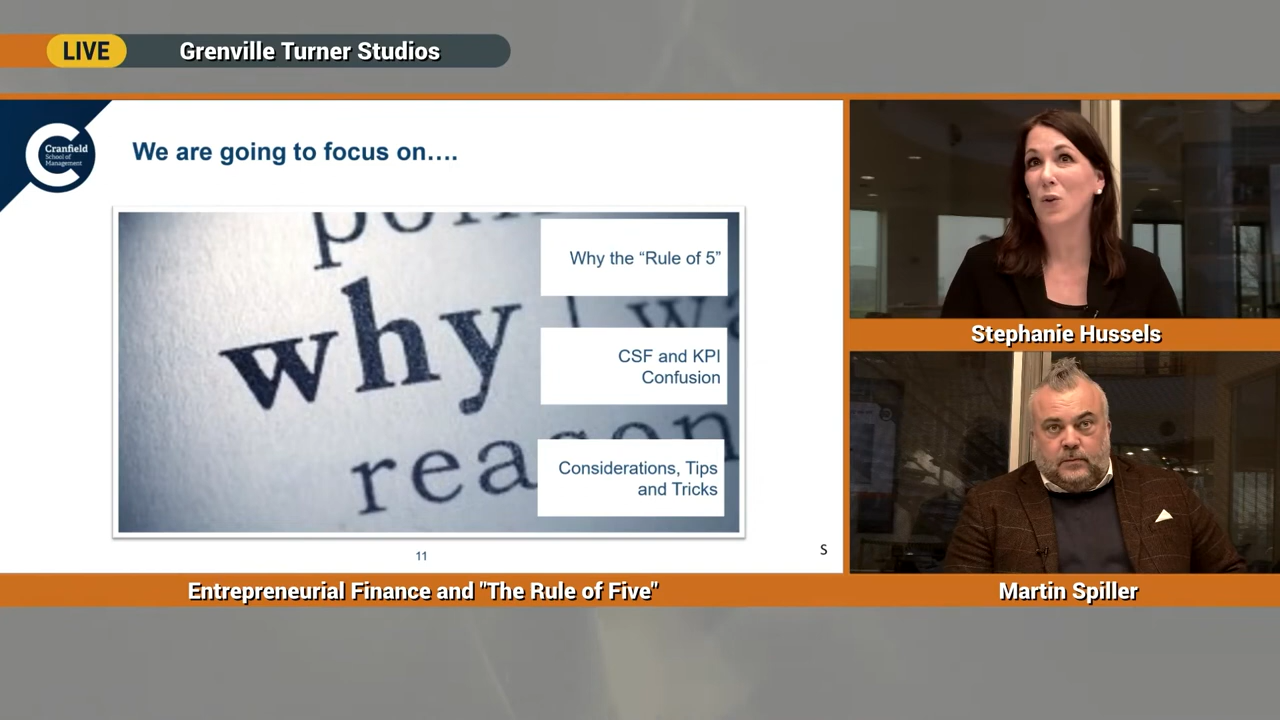 LIVE
Grenville Turner Studios
Cranfield
School of
Management
We are going to focus on....
why
reason
Why the “Rule of 5”
CSF and KPI
Confusion
Considerations, Tips
and Tricks
11
S
Stephanie Hussels
Martin Spiller
Entrepreneurial Finance and "The Rule of Five"